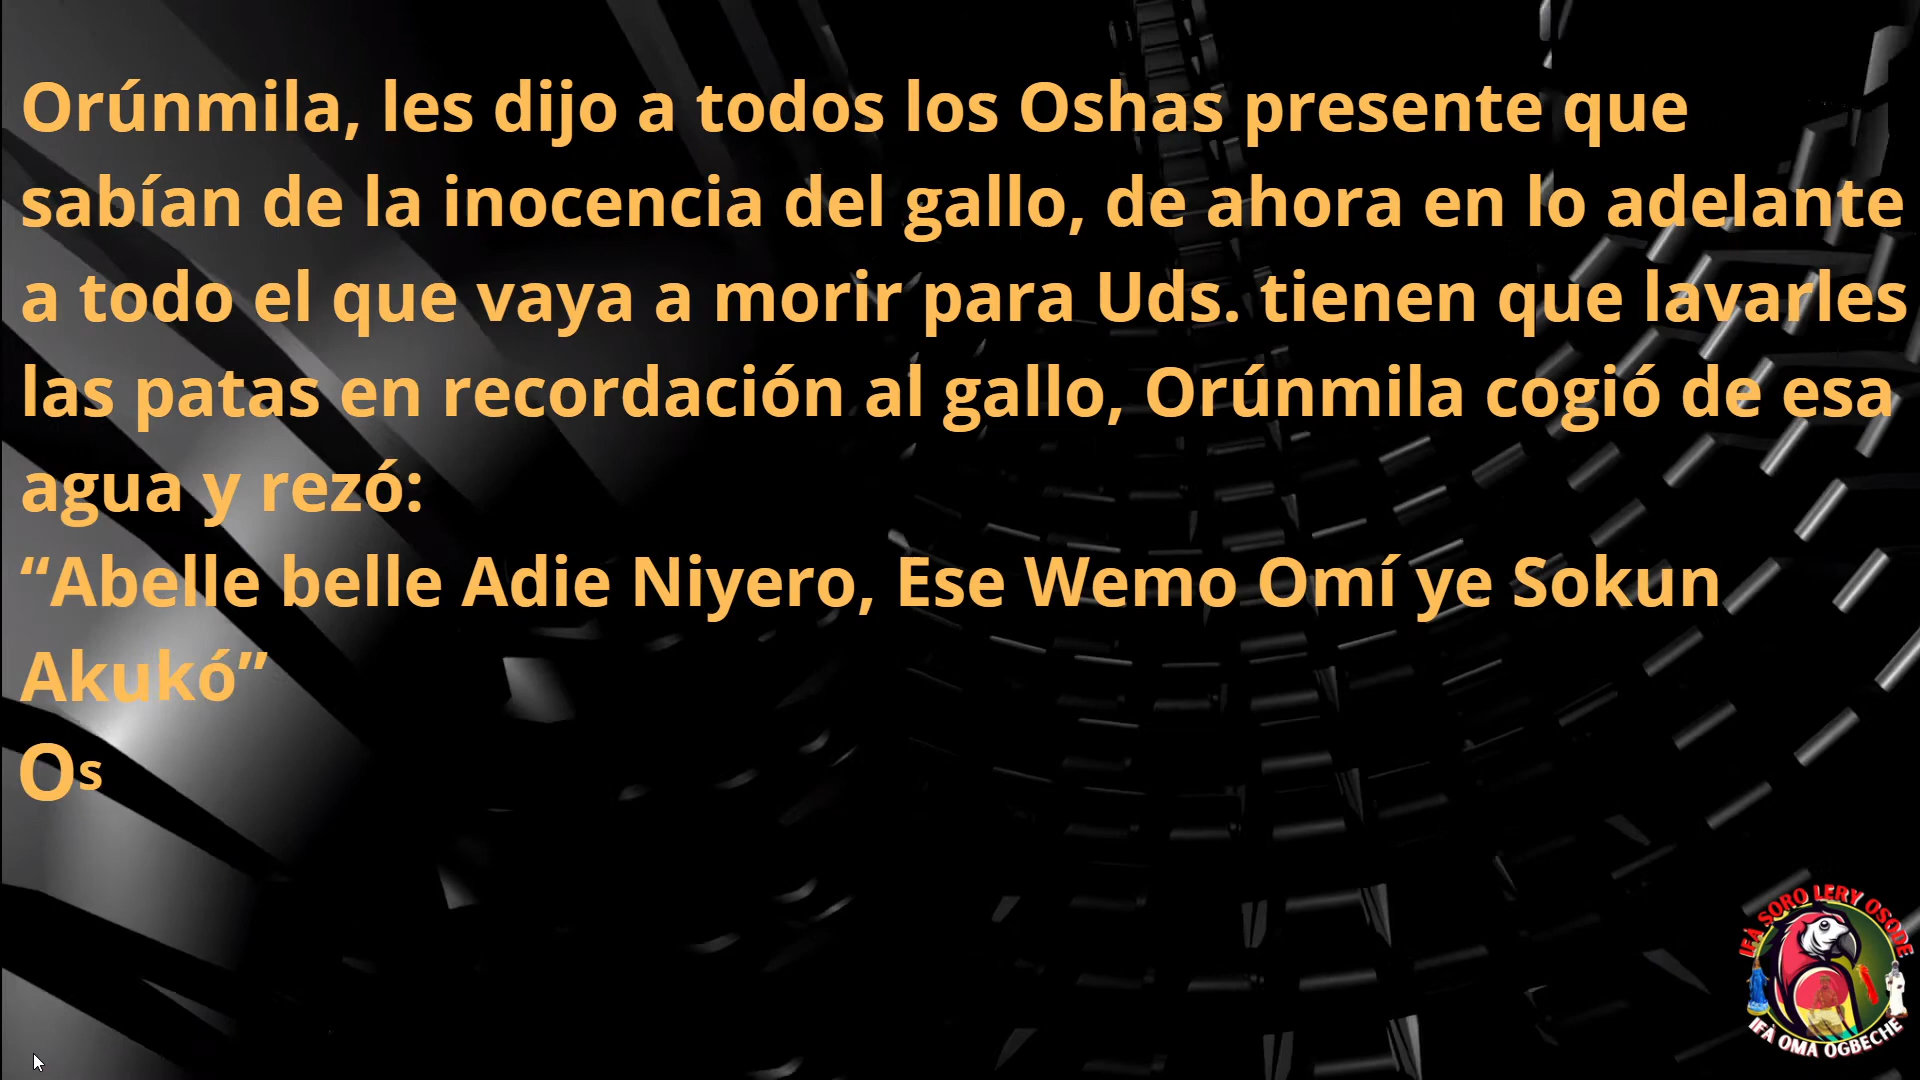 Orúnmila, les dijo a todos los Oshas presente que
sabían de la inocencia del gallo, de ahora en lo adelante
a todo el que vaya a morir para Uds. tienen que lavarles
las patas en recordación al gallo, Orúnmila cogió de esa
agua y rezó:
“Abelle belle Adie Niyero, Ese Wemo Omí ye Sokun
Akukó”
Os
IFÀ SORO LERY OSODE
IFÀ OMA OGBECHE